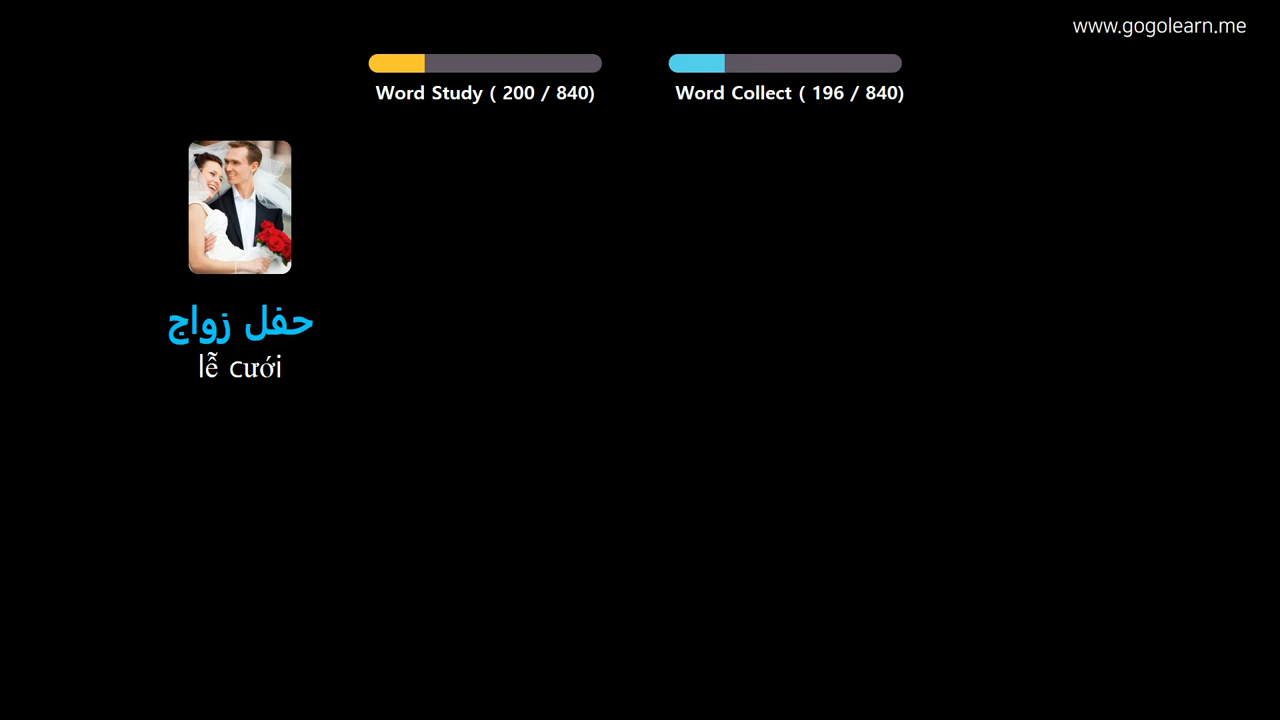 www.gogolearn.me
Word Study ( 200 / 840)
Word Collect ( 196 / 840)
حفل زواج
lễ cưới